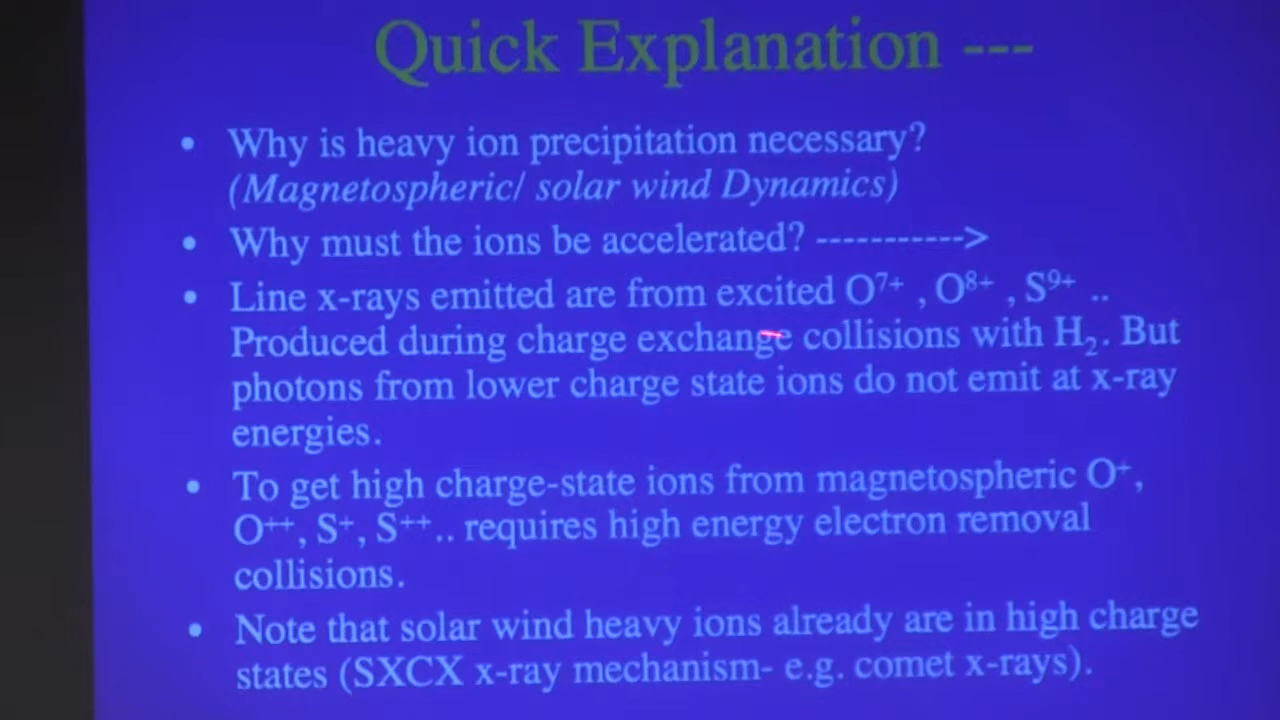 Quick Explanation ---
• Why is heavy ion precipitation necessary?
(Magnetospheric/ solar wind Dynamics)
• Why must the ions be accelerated? ----------->
• Line x-rays emitted are from excited O⁷⁺ , O⁸⁺ , S⁹⁺ ..
Produced during charge exchange collisions with H₂. But
photons from lower charge state ions do not emit at x-ray
energies.
• To get high charge-state ions from magnetospheric O⁺,
O⁺⁺, S⁺, S⁺⁺.. requires high energy electron removal
collisions.
• Note that solar wind heavy ions already are in high charge
states (SXCX x-ray mechanism- e.g. comet x-rays).